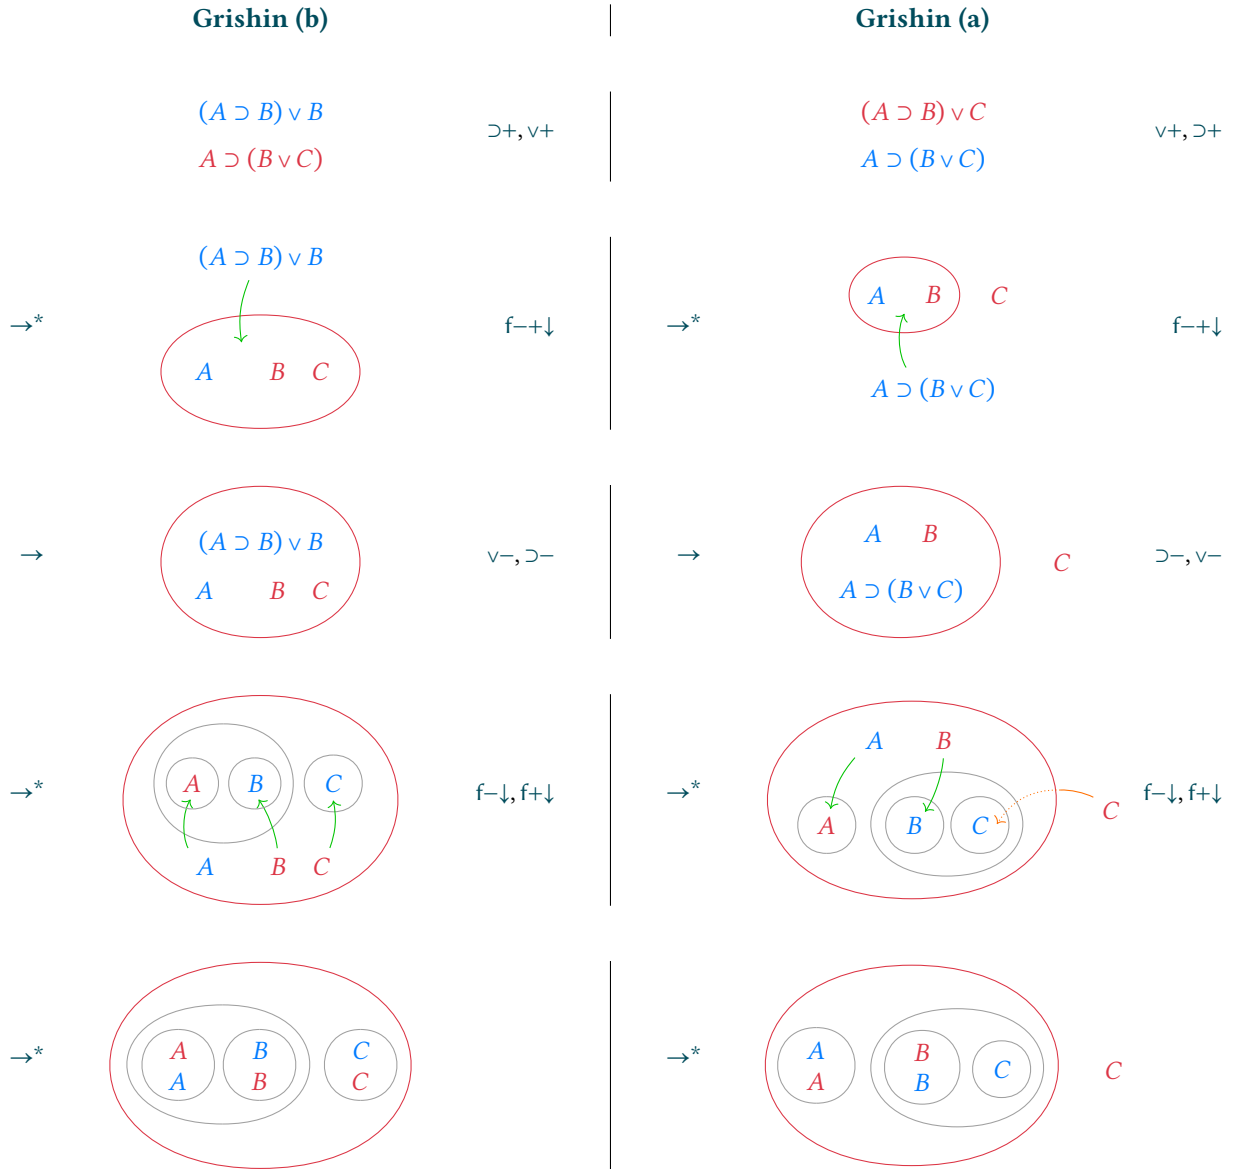 Grishin (b)
Grishin (a)
(A ⊃ B) ∨ B
A ⊃ (B ∨ C)
⊃+, ∨+
(A ⊃ B) ∨ C
A ⊃ (B ∨ C)
∨+, ⊃+
→*
(A ⊃ B) ∨ B
A B C
f−+↓
→*
A B C
A ⊃ (B ∨ C)
f−+↓
→
(A ⊃ B) ∨ B
A B C
∨−, ⊃−
→
A B
A ⊃ (B ∨ C)
C
⊃−, ∨−
→*
A B C
A B C
f−↓, f+↓
→*
A B
A B C
C
f−↓, f+↓
→*
A B C
A B C
→*
A B
A B C
C